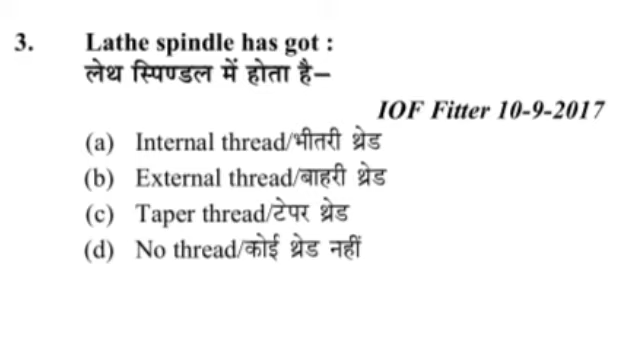 3. Lathe spindle has got :
लेथ स्पिण्डल में होता है–
IOF Fitter 10-9-2017
(a) Internal thread/भीतरी थ्रेड
(b) External thread/बाहरी थ्रेड
(c) Taper thread/टेपर थ्रेड
(d) No thread/कोई थ्रेड नहीं